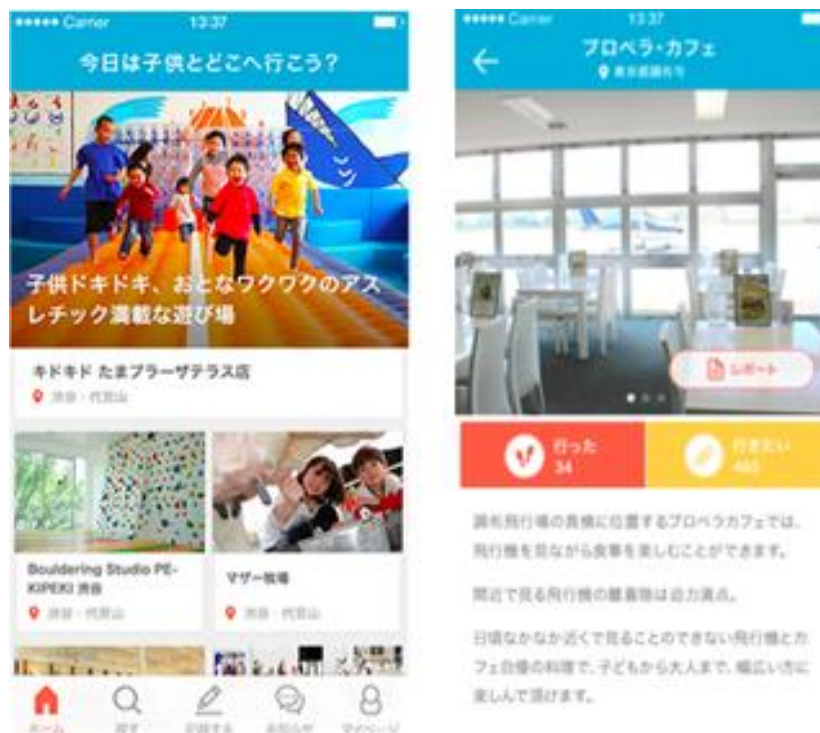 Carrier 13:37
今日は子供とどこへ行こう？
子供ドキドキ、おとなワクワクのアス
レチック満載な遊び場
キドキド たまプラーザテラス店
渋谷・代官山
Bouldering Studio PE-
KIPEKI 渋谷
渋谷・代官山
マザー牧場
渋谷・代官山
ホーム
探す
記録する
お知らせ
マイページ
Carrier 13:37
プロペラ・カフェ
東京都調布市
レポート
行った
34
行きたい
調布飛行場の真横に位置するプロペラカフェでは、
飛行機を見ながら食事を楽しむことができます。
間近で見る飛行機の離着陸は迫力満点。
日頃なかなか近くで見ることのできない飛行機とカ
フェ自慢の料理で、子どもから大人まで、幅広い方に
楽しんで頂けます。